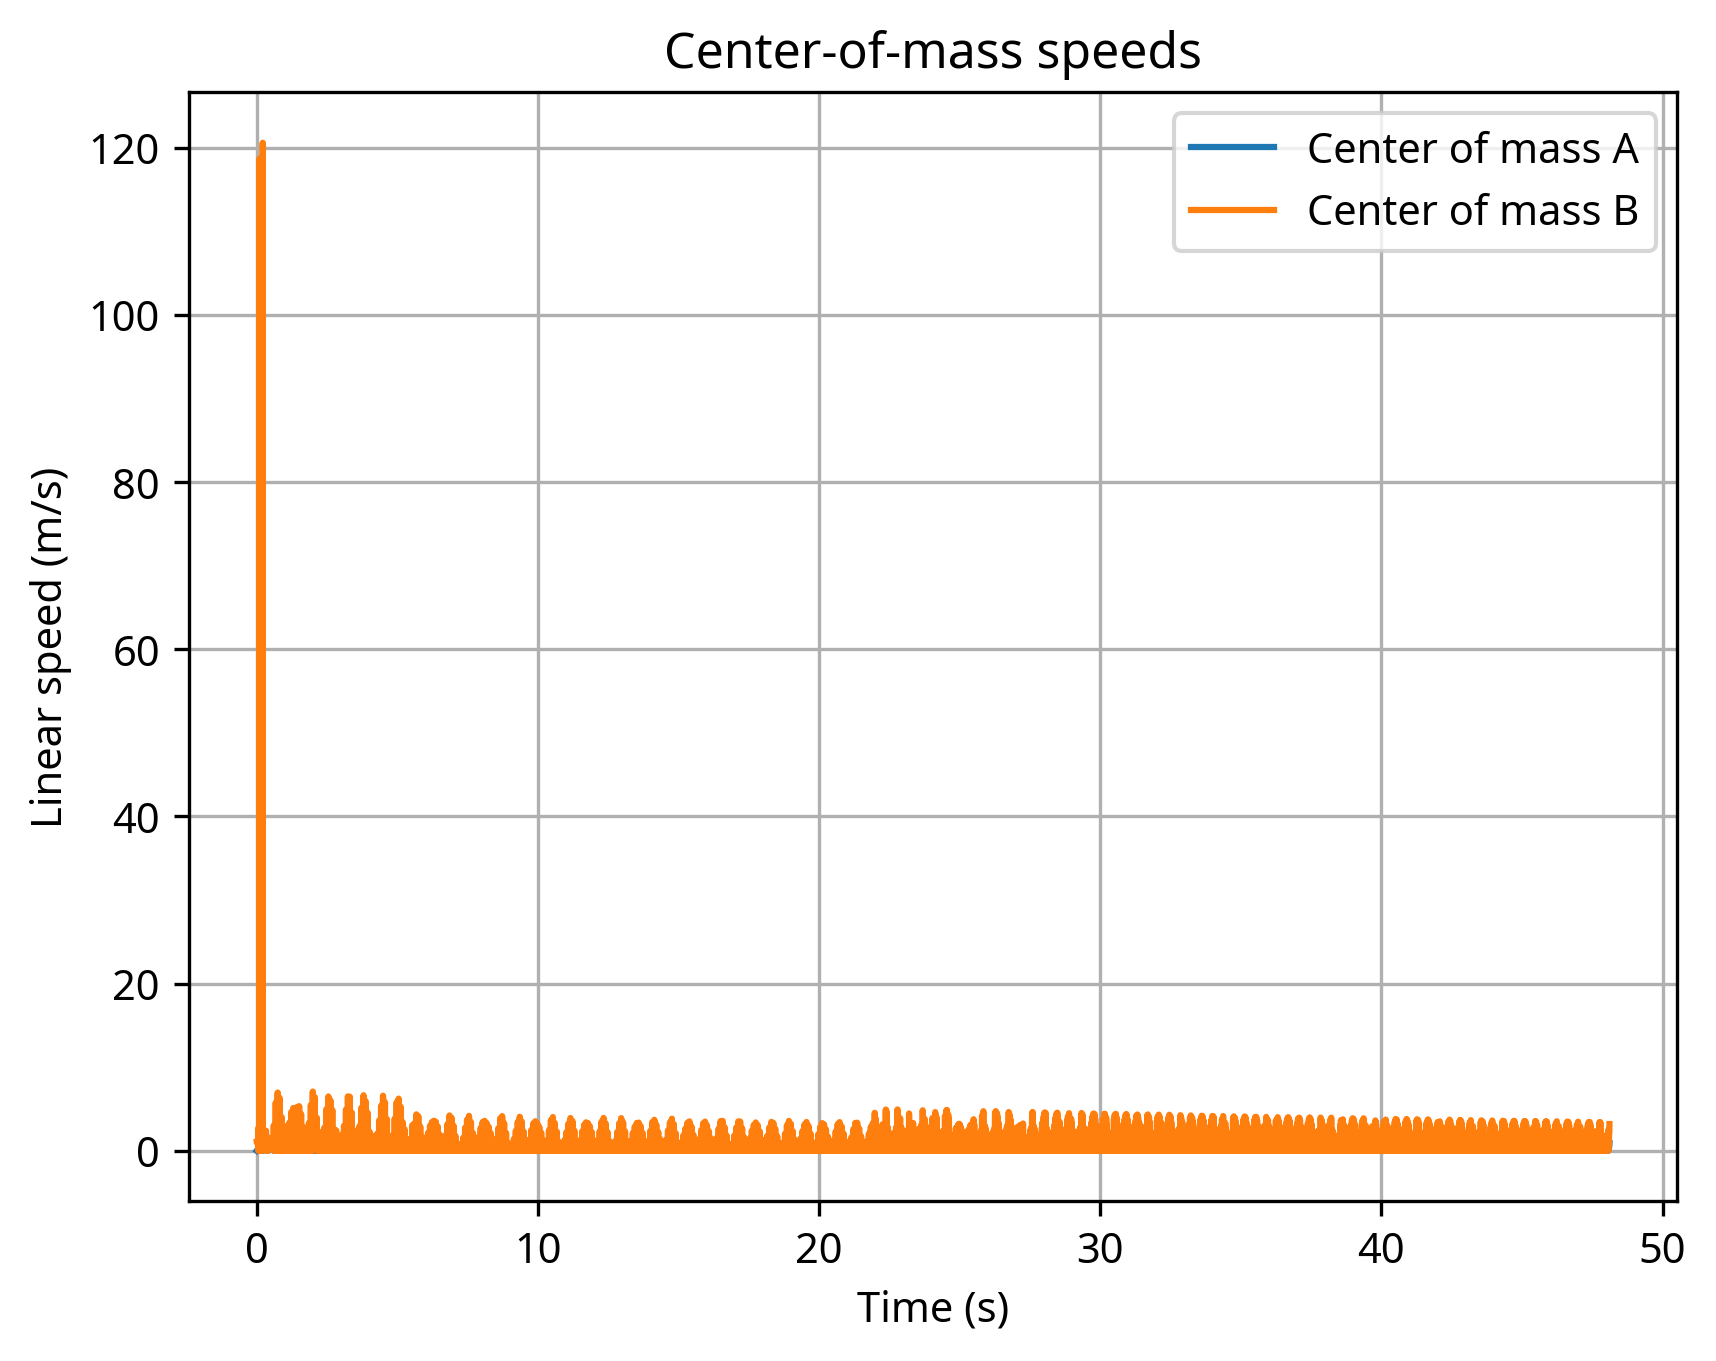 Center-of-mass speeds
Center of mass A
Center of mass B
120
100
80
60
40
20
0
Linear speed (m/s)
0 10 20 30 40 50
Time (s)